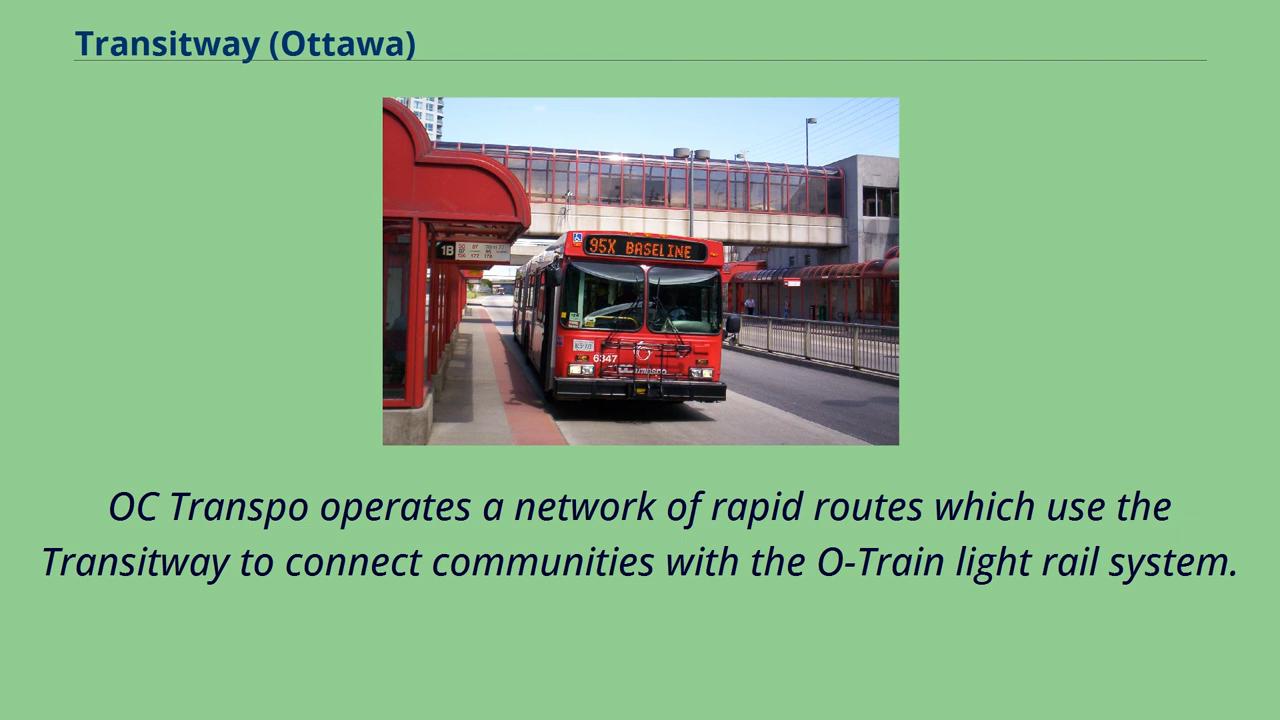 Transitway (Ottawa)
95X BASELINE
1B
6347
OC Transpo operates a network of rapid routes which use the
Transitway to connect communities with the O-Train light rail system.